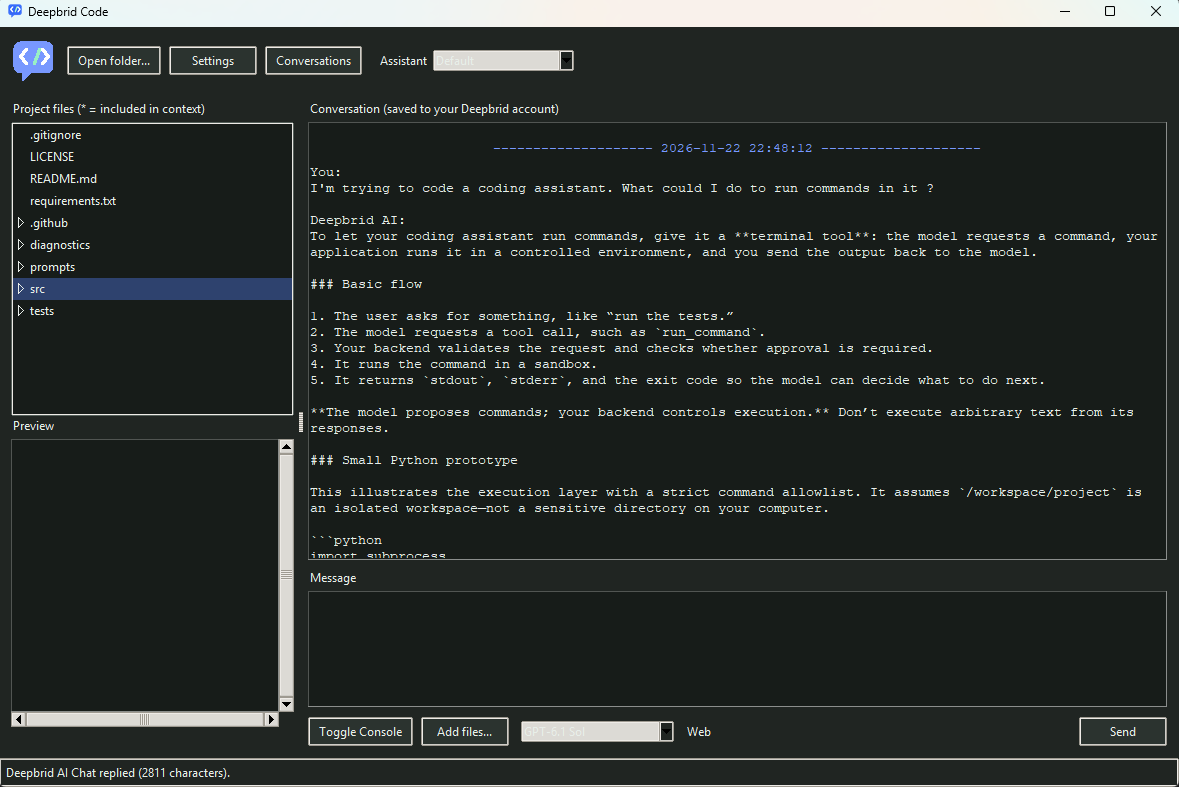 Deepbrid Code
Open folder...
Settings
Conversations
Assistant
Default
Project files (* = included in context)
.gitignore
LICENSE
README.md
requirements.txt
.github
diagnostics
prompts
src
tests
Preview
Conversation (saved to your Deepbrid account)
-------------------- 2026-11-22 22:48:12 --------------------
You:
I'm trying to code a coding assistant. What could I do to run commands in it ?
Deepbrid AI:
To let your coding assistant run commands, give it a **terminal tool**: the model requests a command, your
application runs it in a controlled environment, and you send the output back to the model.
### Basic flow
1. The user asks for something, like “run the tests.”
2. The model requests a tool call, such as `run_command`.
3. Your backend validates the request and checks whether approval is required.
4. It runs the command in a sandbox.
5. It returns `stdout`, `stderr`, and the exit code so the model can decide what to do next.
**The model proposes commands; your backend controls execution.** Don’t execute arbitrary text from its
responses.
### Small Python prototype
This illustrates the execution layer with a strict command allowlist. It assumes `/workspace/project` is
an isolated workspace—not a sensitive directory on your computer.
```python
import subprocess
Message
Toggle Console
Add files...
GPT-6.1 Sol
Web
Send
Deepbrid AI Chat replied (2811 characters).